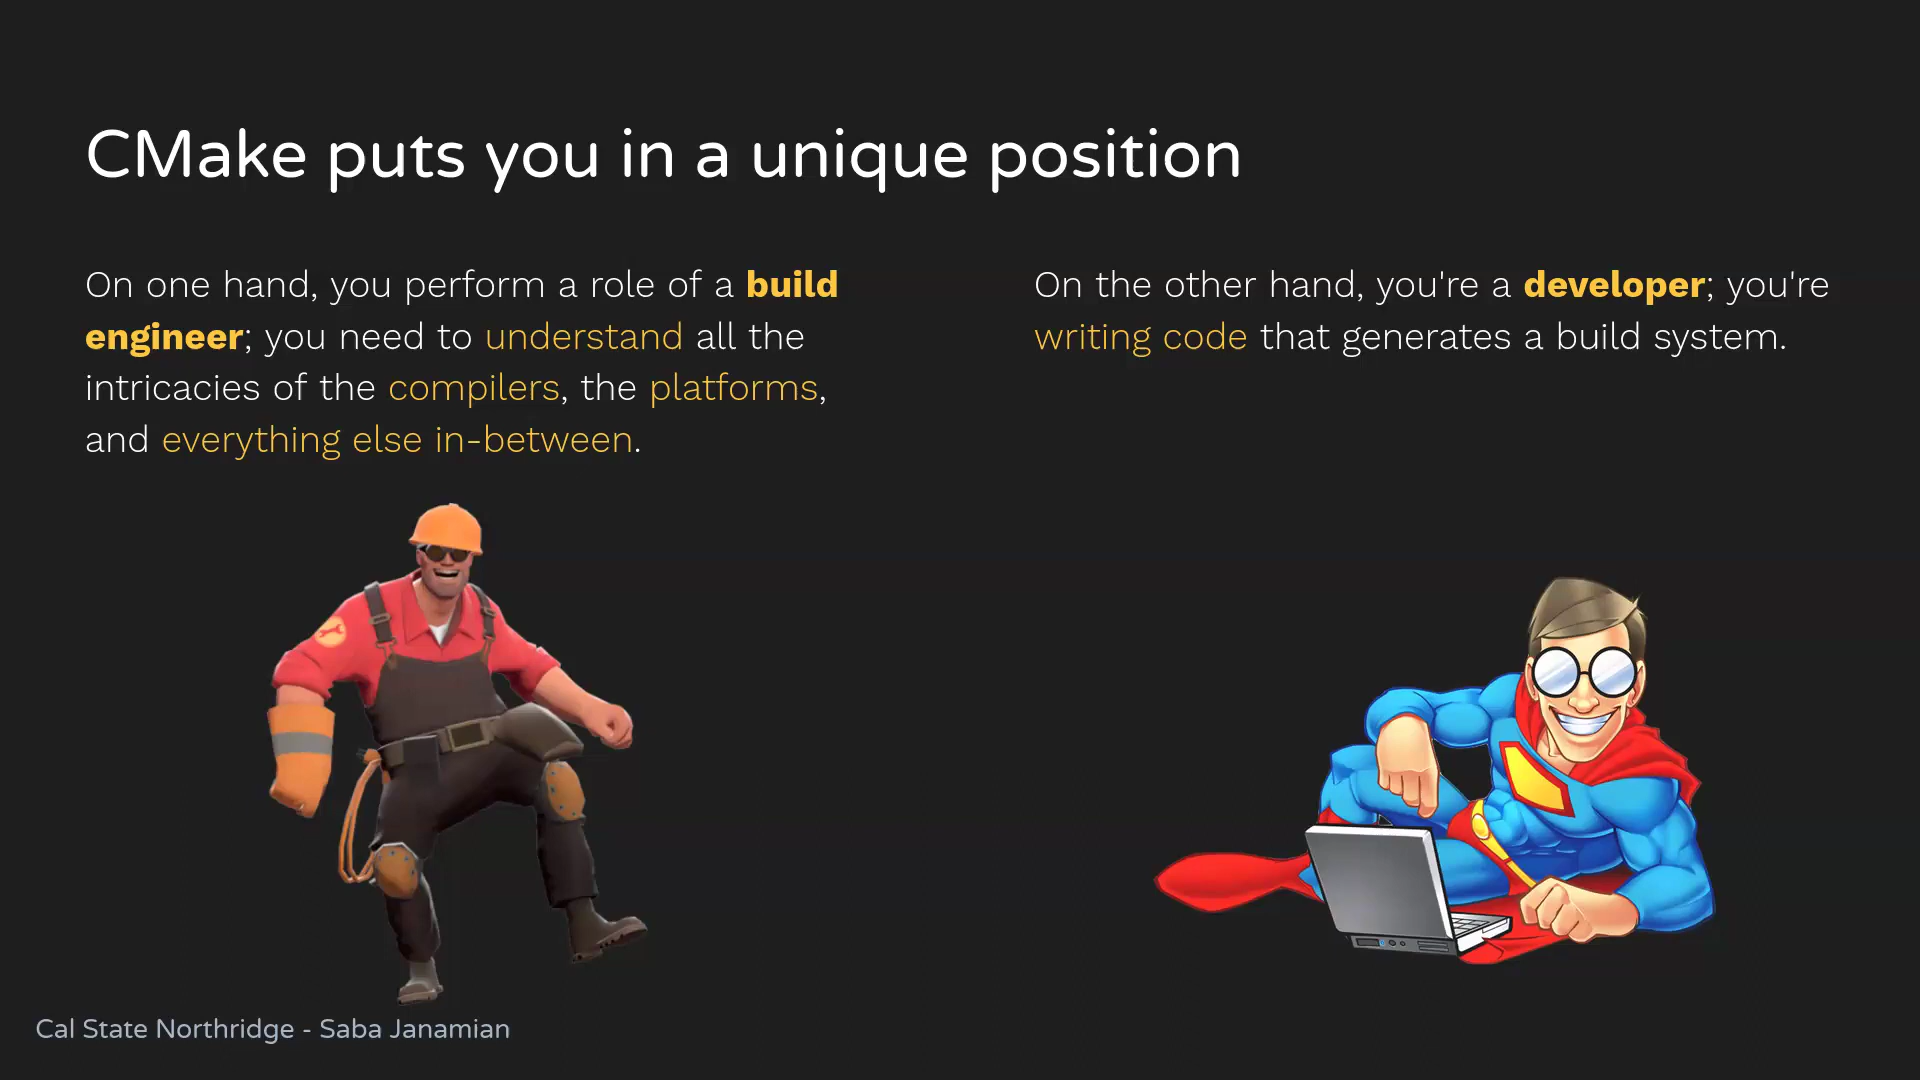 CMake puts you in a unique position
On one hand, you perform a role of a build
engineer; you need to understand all the
intricacies of the compilers, the platforms,
and everything else in-between.
On the other hand, you're a developer; you're
writing code that generates a build system.
Cal State Northridge - Saba Janamian